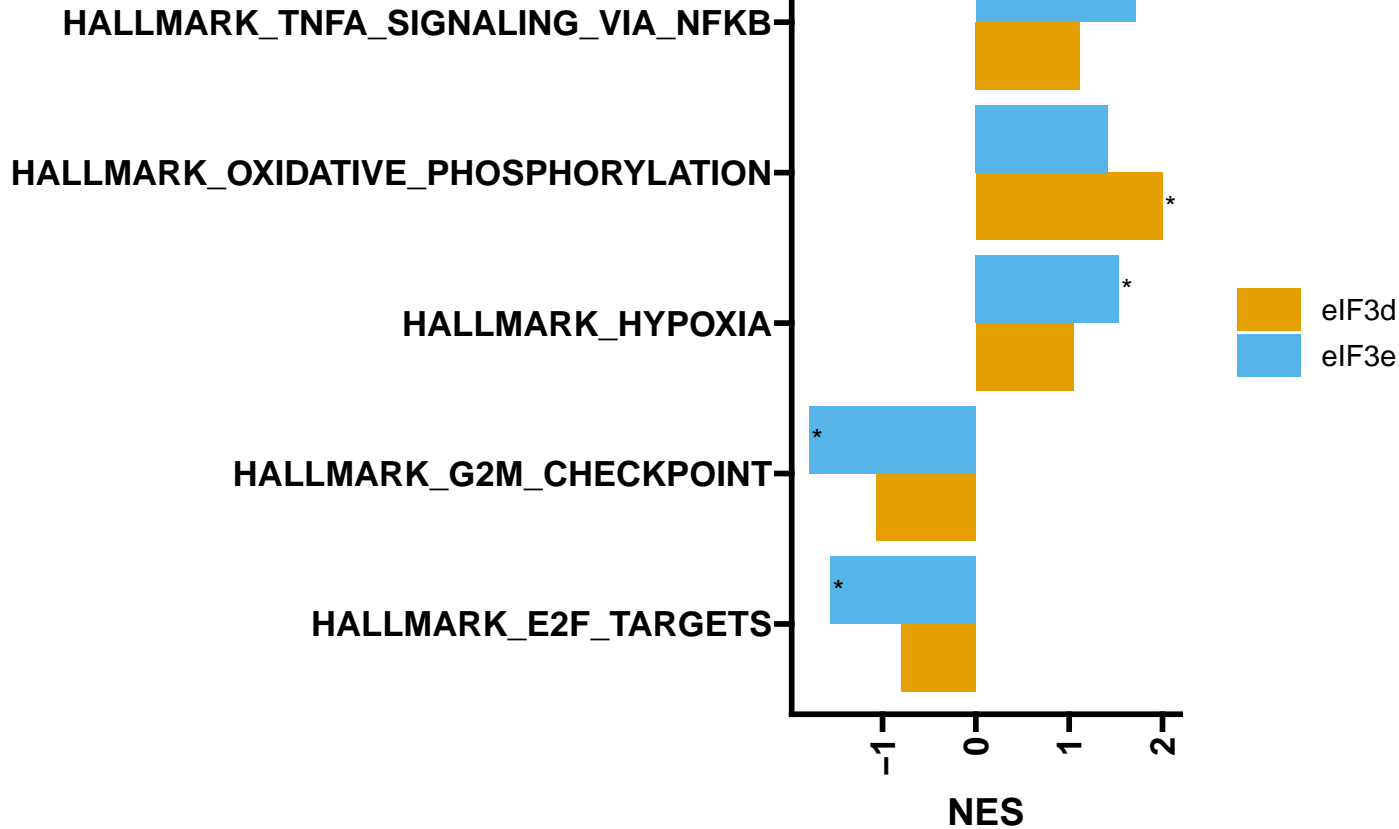 HALLMARK_TNFA_SIGNALING_VIA_NFKB
HALLMARK_OXIDATIVE_PHOSPHORYLATION
*
HALLMARK_HYPOXIA
*
eIF3d
eIF3e
HALLMARK_G2M_CHECKPOINT
*
HALLMARK_E2F_TARGETS
*
−1
0
1
2
NES